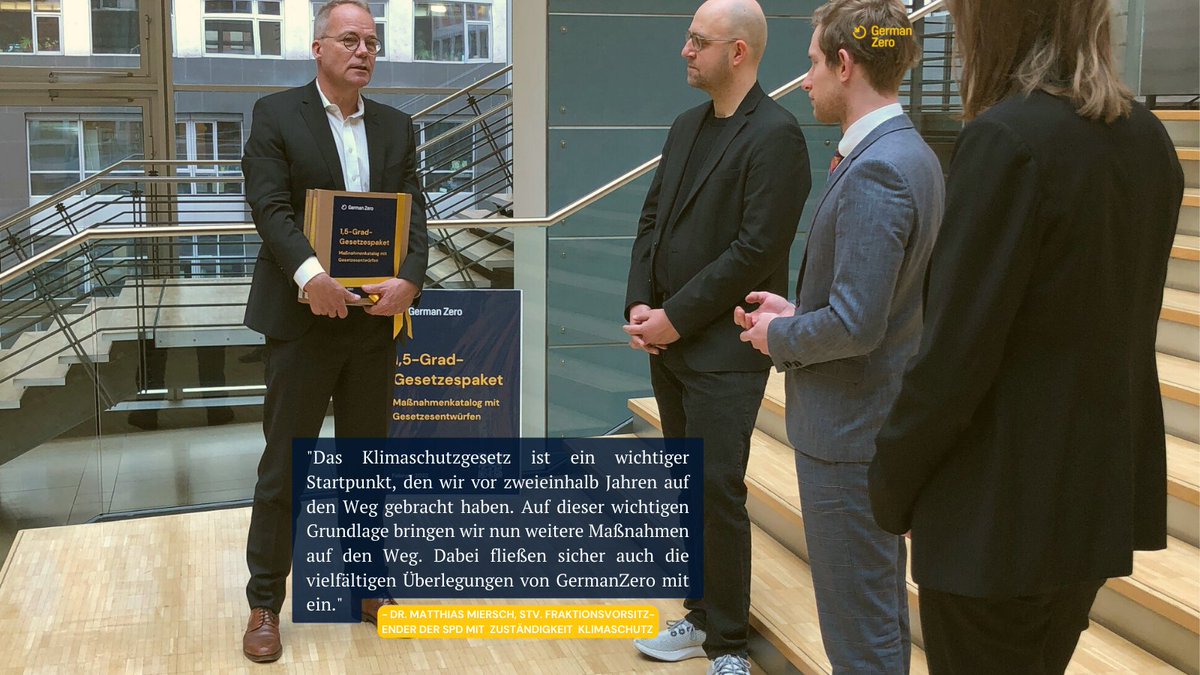 German
Zero
German Zero
1,5-Grad-
Gesetzespaket
Maßnahmenkatalog mit
Gesetzesentwürfen
German Zero
1,5-Grad-
Gesetzespaket
Maßnahmenkatalog mit
Gesetzesentwürfen
"Das Klimaschutzgesetz ist ein wichtiger
Startpunkt, den wir vor zweieinhalb Jahren auf
den Weg gebracht haben. Auf dieser wichtigen
Grundlage bringen wir nun weitere Maßnahmen
auf den Weg. Dabei fließen sicher auch die
vielfältigen Überlegungen von GermanZero mit
ein."
- DR. MATTHIAS MIERSCH, STV. FRAKTIONSVORSITZ-
ENDER DER SPD MIT ZUSTÄNDIGKEIT KLIMASCHUTZ